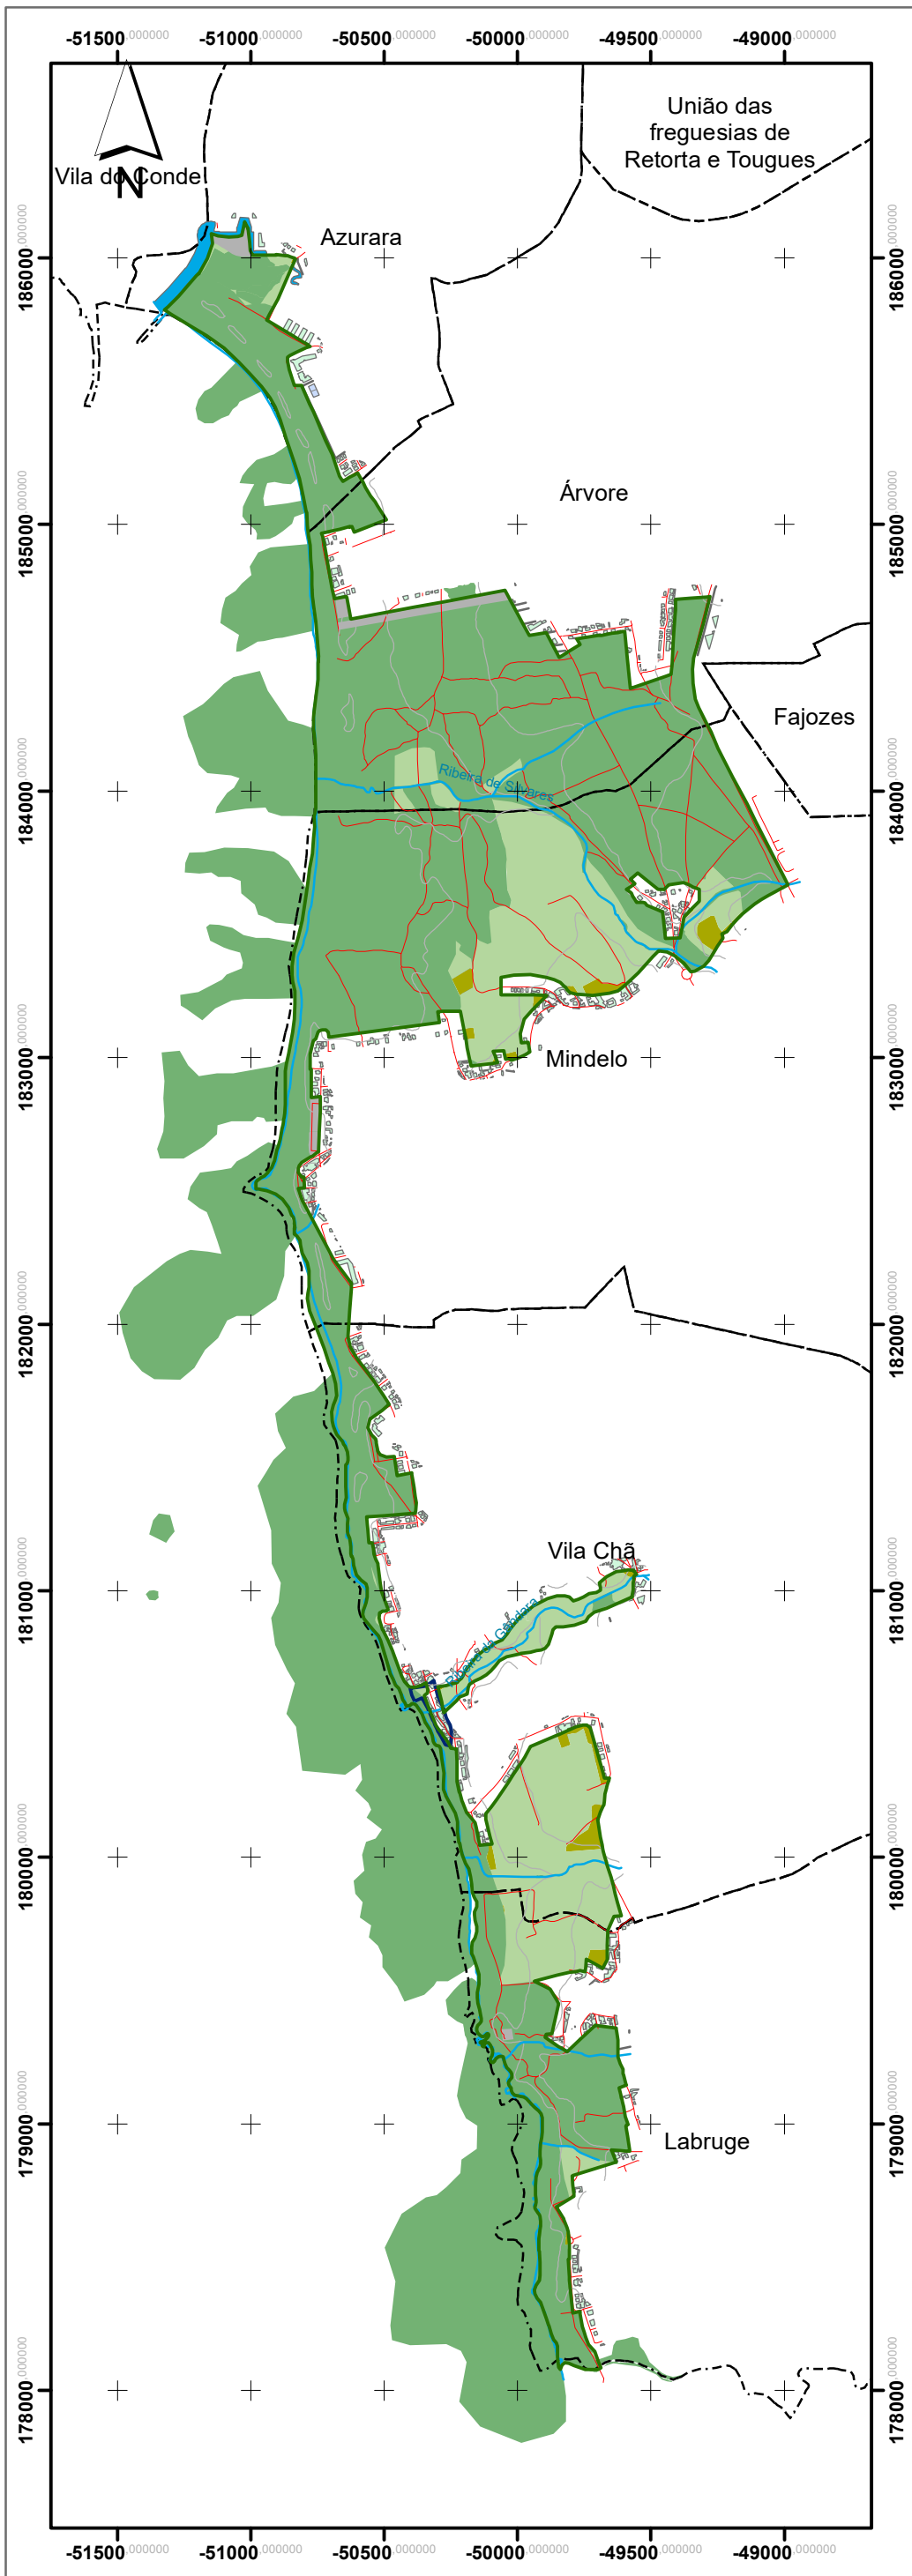 -51500,000000 -51000,000000 -50500,000000 -50000,000000 -49500,000000 -49000,000000
União das
freguesias de
Retorta e Tougues
Vila do Conde
N
Azurara
186000,000000 186000,000000
Árvore
185000,000000 185000,000000
Fajozes
Ribeira de Silvares
184000,000000 184000,000000
183000,000000 183000,000000
Mindelo
182000,000000 182000,000000
Vila Chã
181000,000000 181000,000000
Ribeira da Gândara
180000,000000 180000,000000
179000,000000 179000,000000
Labruge
178000,000000 178000,000000
-51500,000000 -51000,000000 -50500,000000 -50000,000000 -49500,000000 -49000,000000